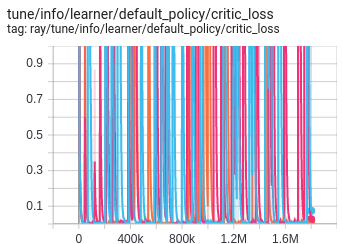 tune/info/learner/default_policy/critic_loss
tag: ray/tune/info/learner/default_policy/critic_loss
0.9
0.7
0.5
0.3
0.1
0 400k 800k 1.2M 1.6M